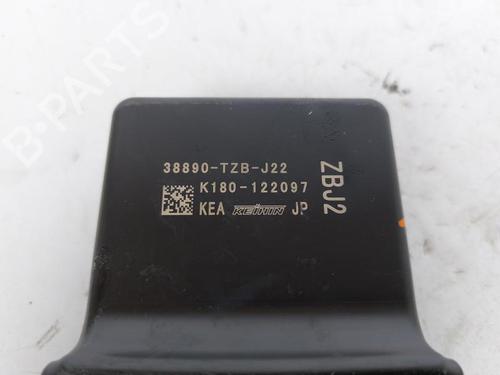 B-PARTS
38890-TZB-J22
K180-122097
KEA KEIHIN JP
ZBJ2